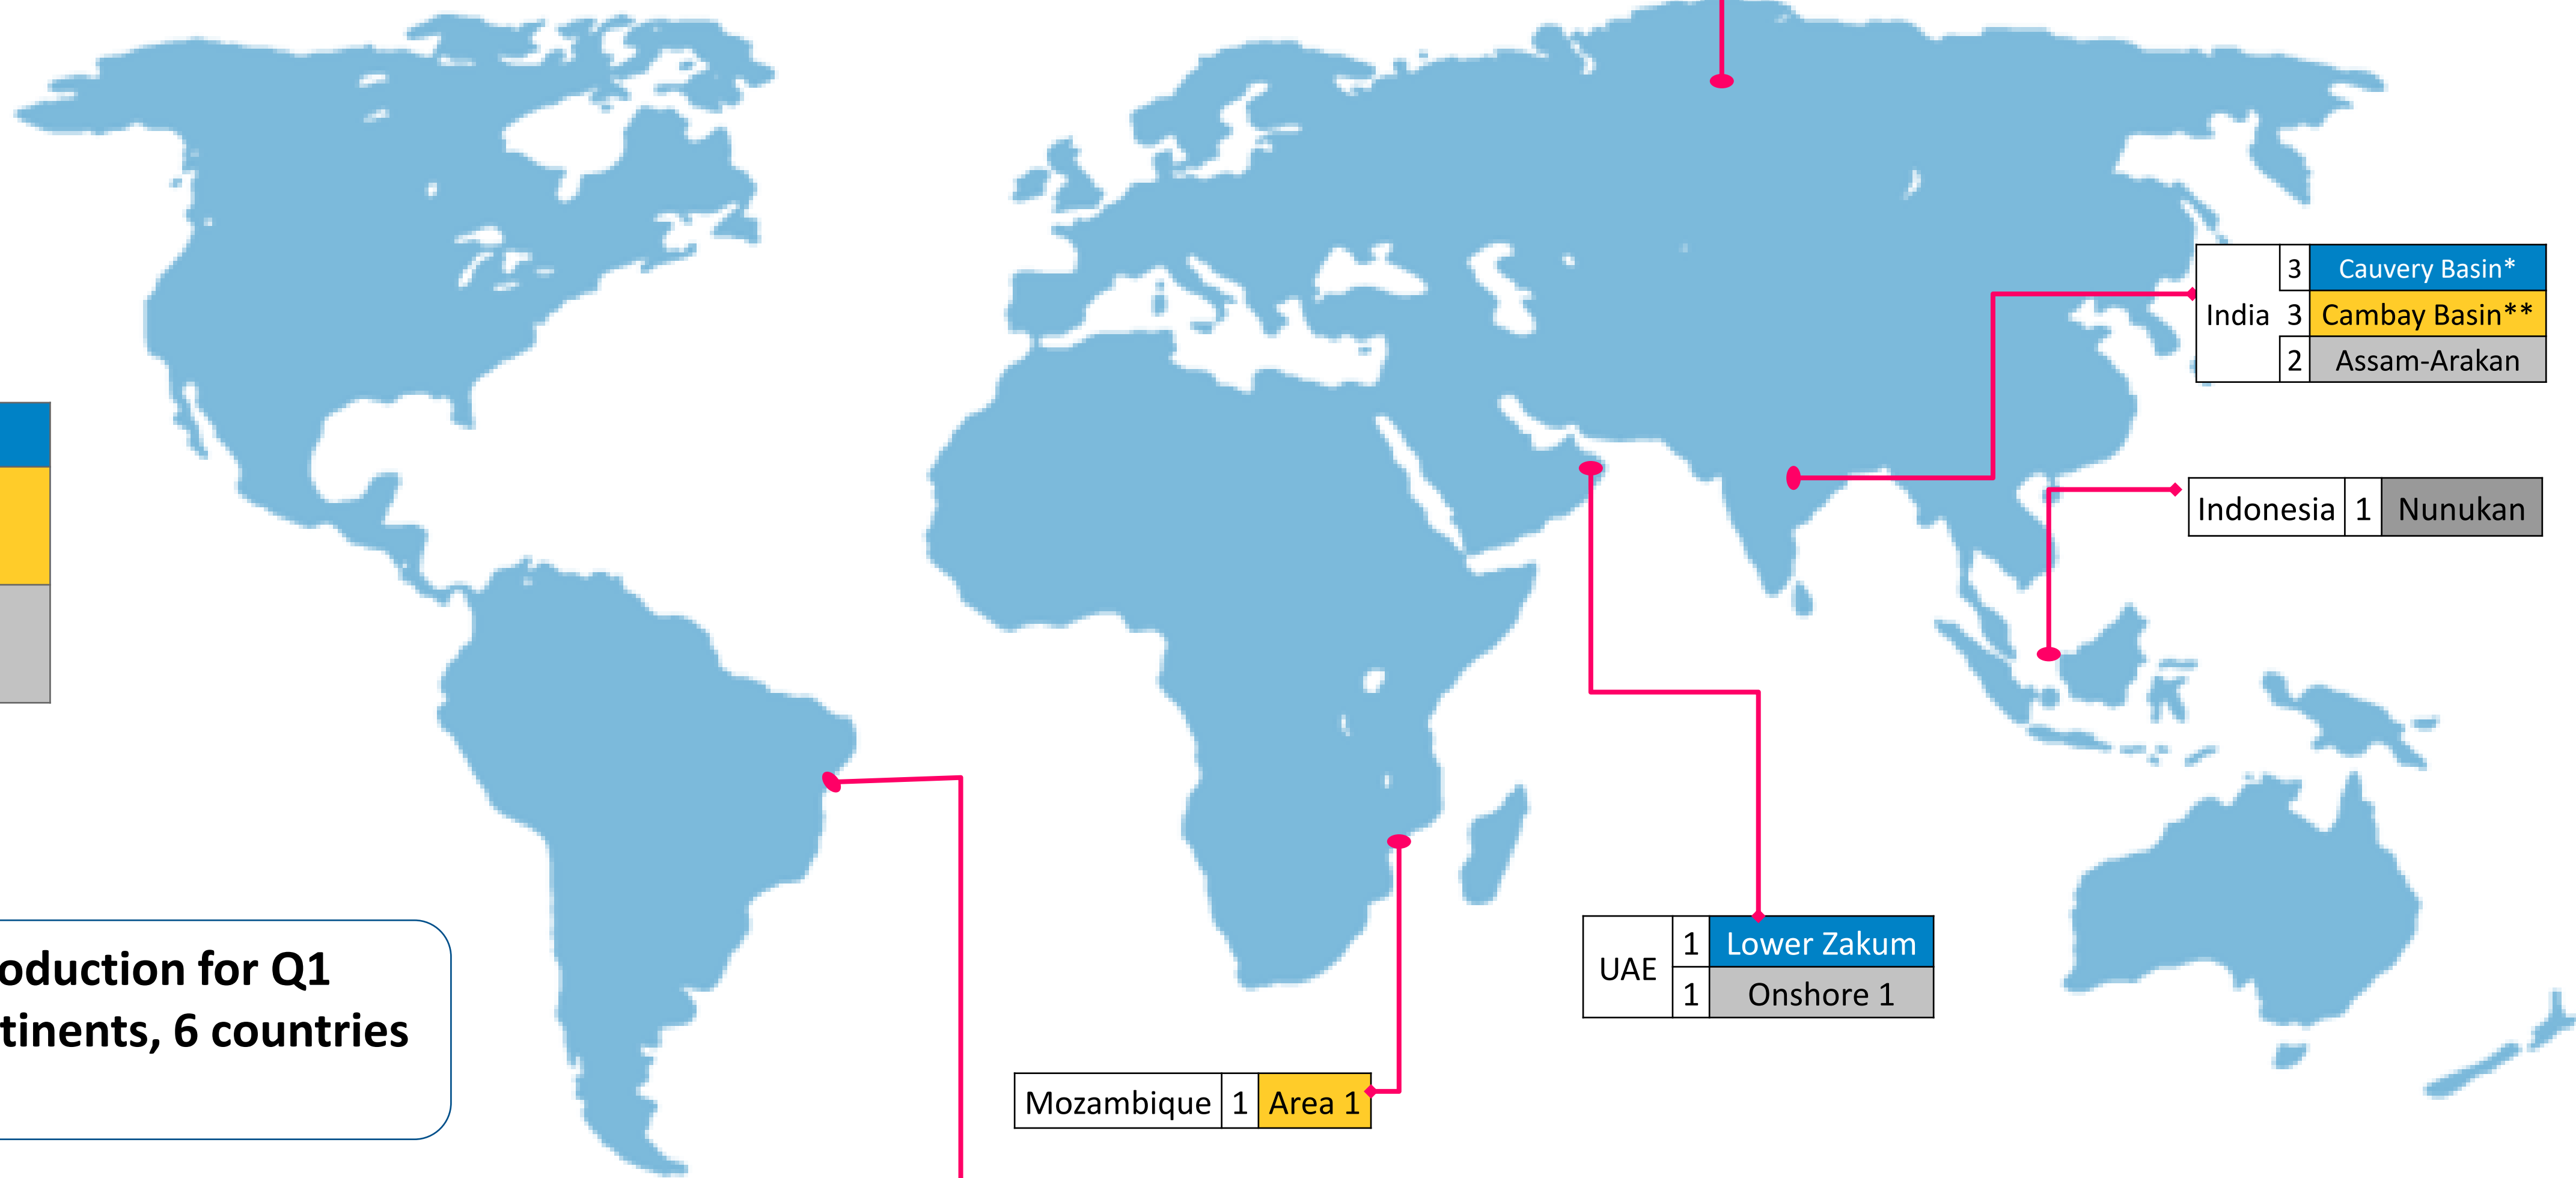 3 Cauvery Basin*
India 3 Cambay Basin**
2 Assam-Arakan
Indonesia 1 Nunukan
UAE
1 Lower Zakum
1 Onshore 1
Mozambique 1 Area 1
oduction for Q1
tinents, 6 countries